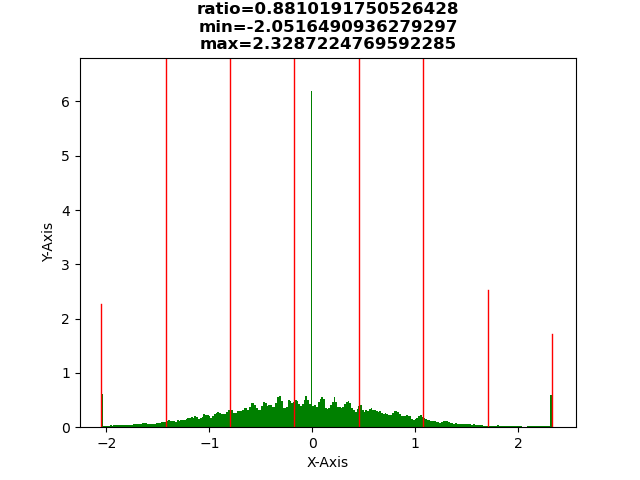 ratio=0.8810191750526428
min=-2.0516490936279297
max=2.3287224769592285
6
5
4
3
2
1
0
Y-Axis
−2
−1
0
1
2
X-Axis